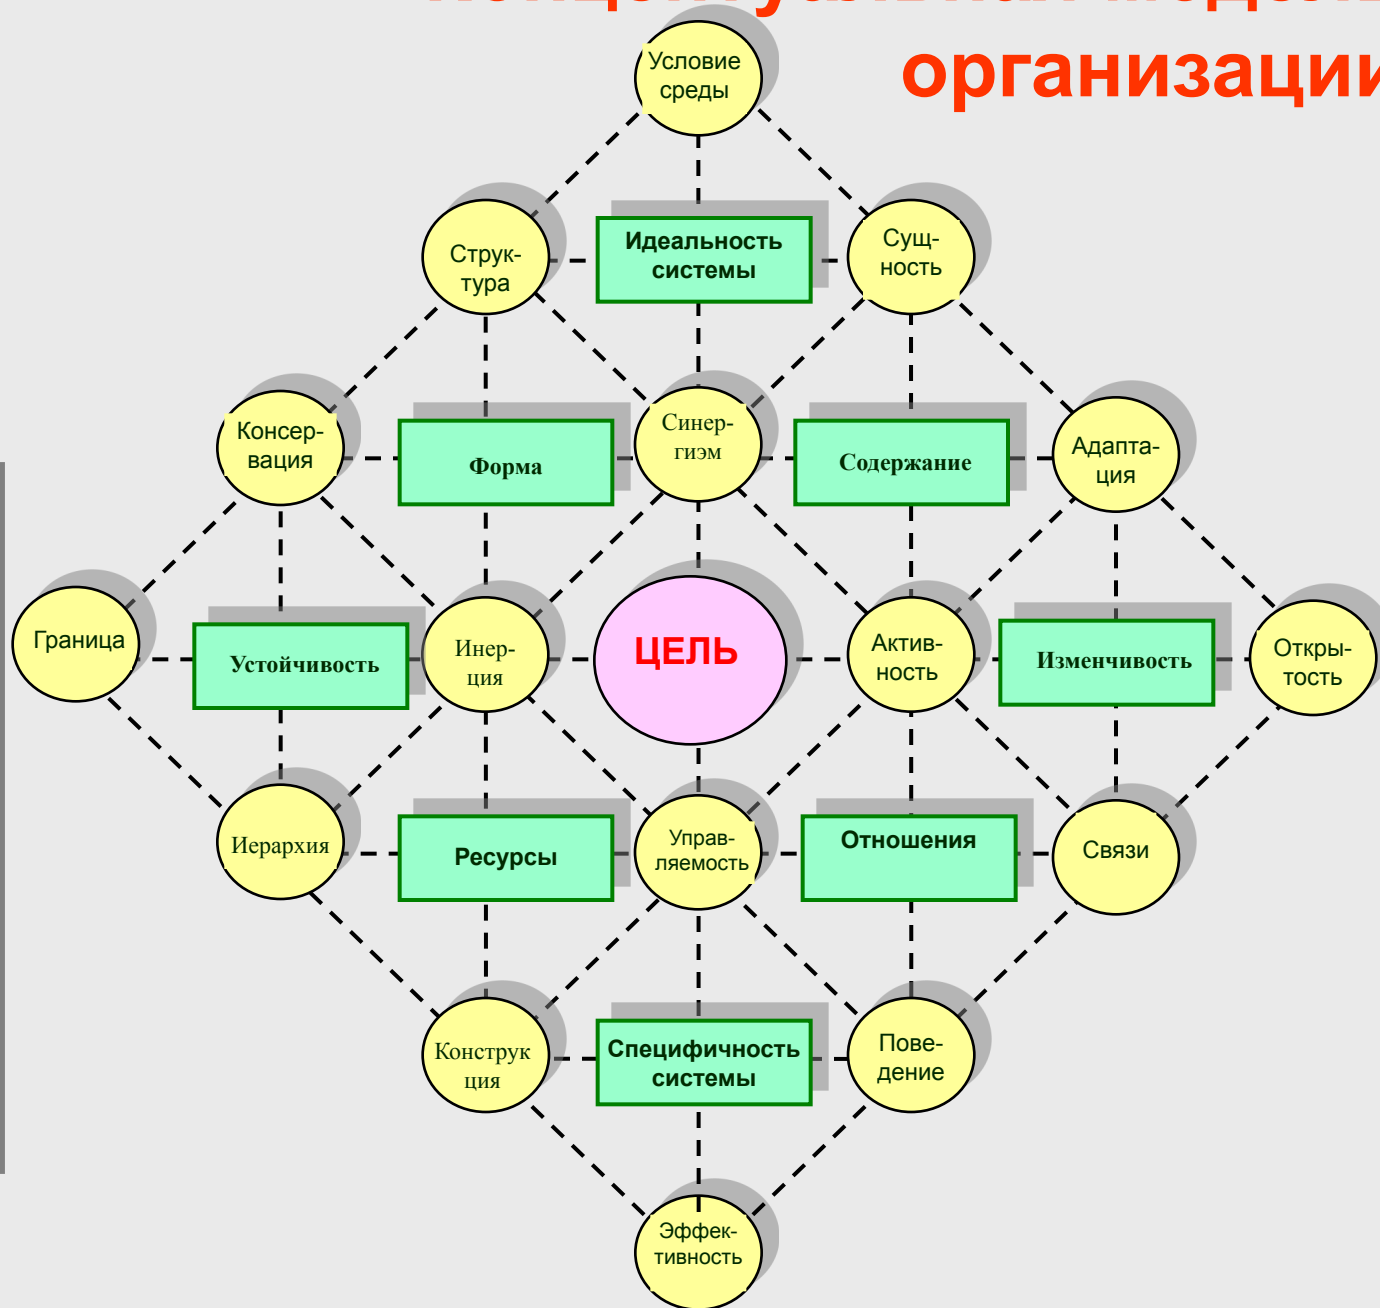 организации
Условие
среды
Струк-
тура
Идеальность
системы
Сущ-
ность
Консер-
вация
Форма
Синер-
гиэм
Содержание
Адапта-
ция
Граница
Устойчивость
Инер-
ция
ЦЕЛЬ
Актив-
ность
Изменчивость
Откры-
тость
Иерархия
Ресурсы
Управ-
ляемость
Отношения
Связи
Конструк
ция
Специфичность
системы
Пове-
дение
Эффек-
тивность